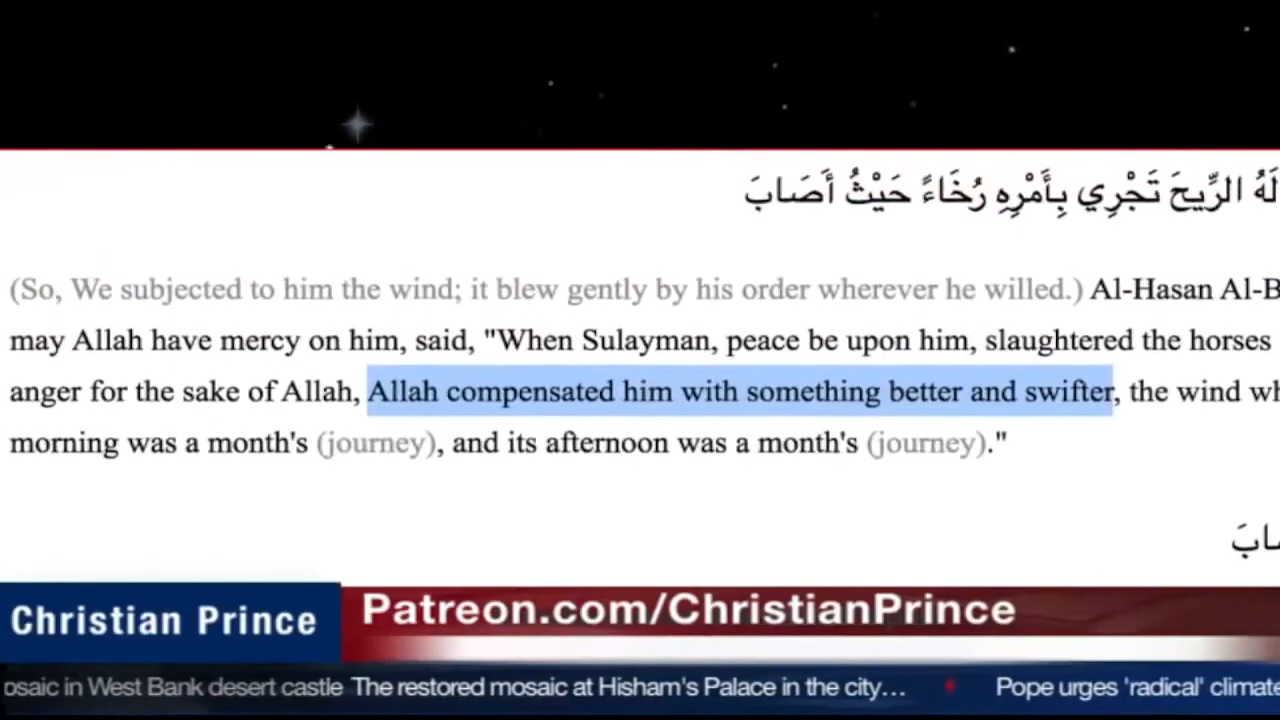 لَهُ الرِّيحَ تَجْرِي بِأَمْرِهِ رُخَاءً حَيْثُ أَصَابَ
(So, We subjected to him the wind; it blew gently by his order wherever he willed.) Al-Hasan Al-B
may Allah have mercy on him, said, "When Sulayman, peace be upon him, slaughtered the horses
anger for the sake of Allah, Allah compensated him with something better and swifter, the wind wh
morning was a month's (journey), and its afternoon was a month's (journey)."
Christian Prince
Patreon.com/ChristianPrince
osaic in West Bank desert castle The restored mosaic at Hisham's Palace in the city… Pope urges 'radical' climate